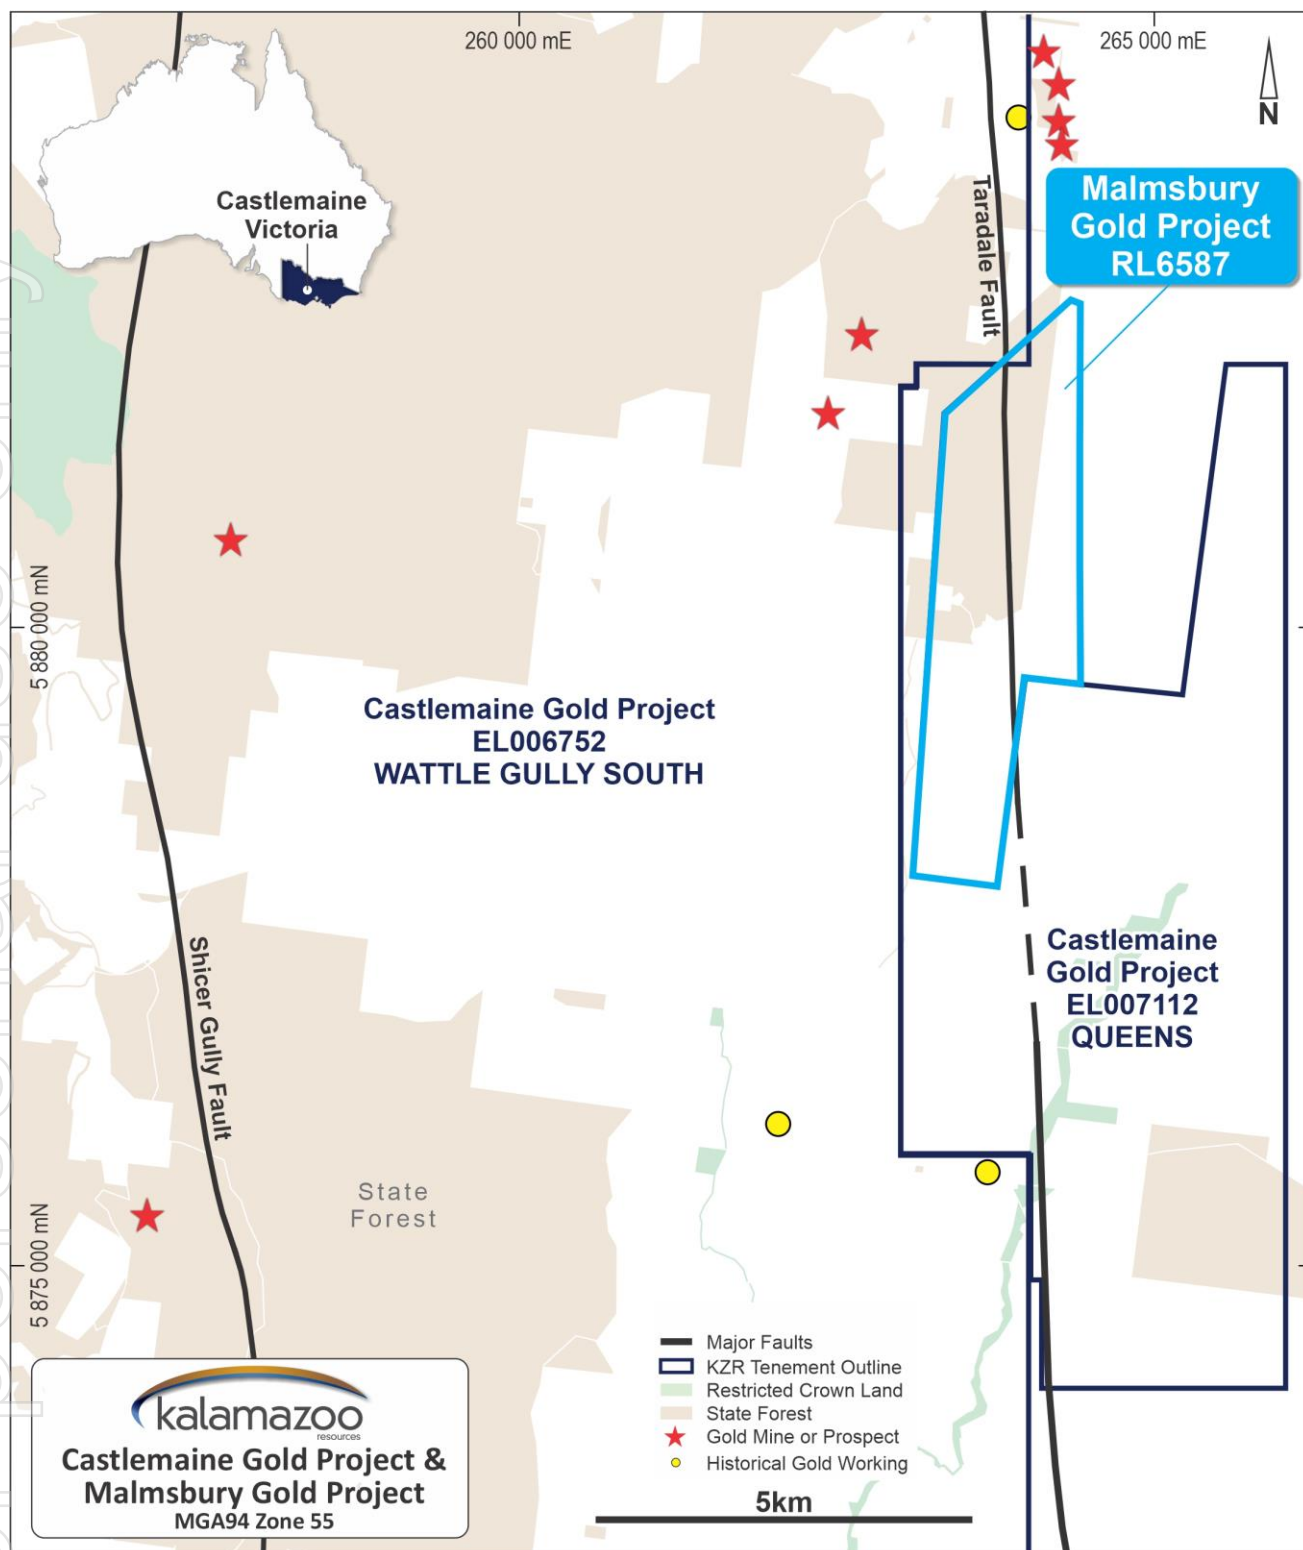 260 000 mE
265 000 mE
N
Castlemaine
Victoria
Taradale Fault
Malmsbury
Gold Project
RL6587
5 880 000 mN
Castlemaine Gold Project
EL006752
WATTLE GULLY SOUTH
Shicer Gully Fault
Castlemaine
Gold Project
EL007112
QUEENS
State
Forest
5 875 000 mN
Major Faults
KZR Tenement Outline
Restricted Crown Land
State Forest
Gold Mine or Prospect
Historical Gold Working
5km
kalamazoo
resources
Castlemaine Gold Project &
Malmsbury Gold Project
MGA94 Zone 55